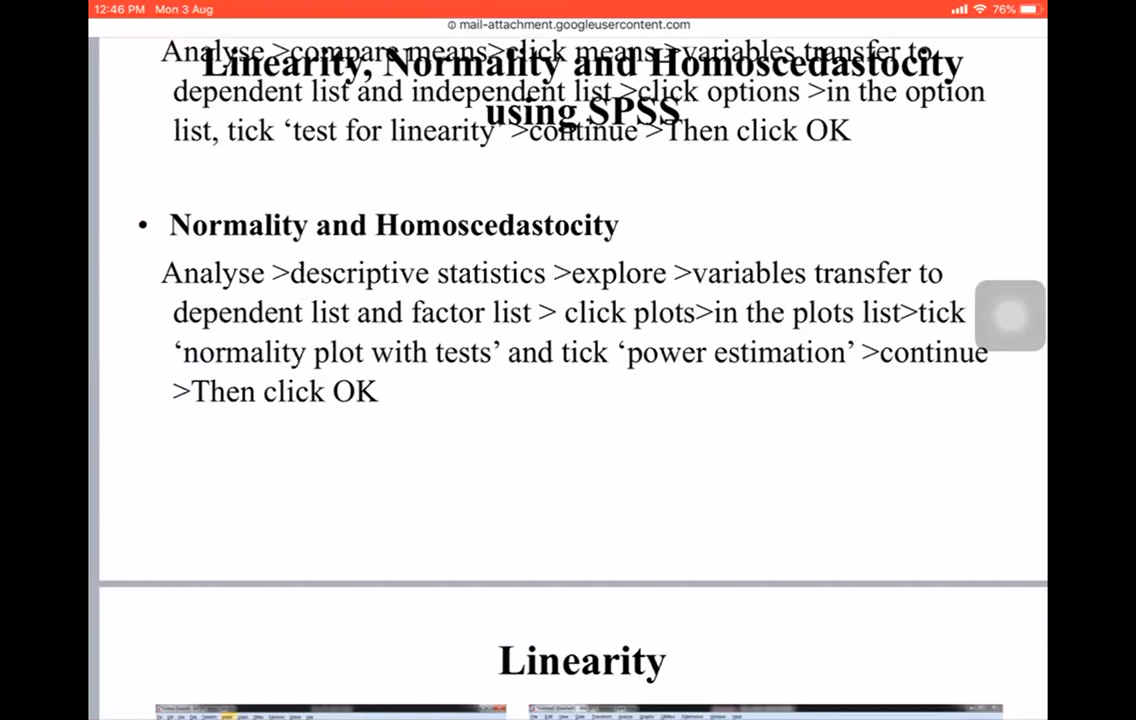 12:46 PM Mon 3 Aug
76%
mail-attachment.googleusercontent.com
Analyse >compare means>click means >variables transfer to
Linearity, Normality and Homoscedastocity
dependent list and independent list >click options >in the option
using SPSS
list, tick ‘test for linearity’ >continue >Then click OK
• Normality and Homoscedastocity
Analyse >descriptive statistics >explore >variables transfer to
dependent list and factor list > click plots>in the plots list>tick
‘normality plot with tests’ and tick ‘power estimation’ >continue
>Then click OK
Linearity